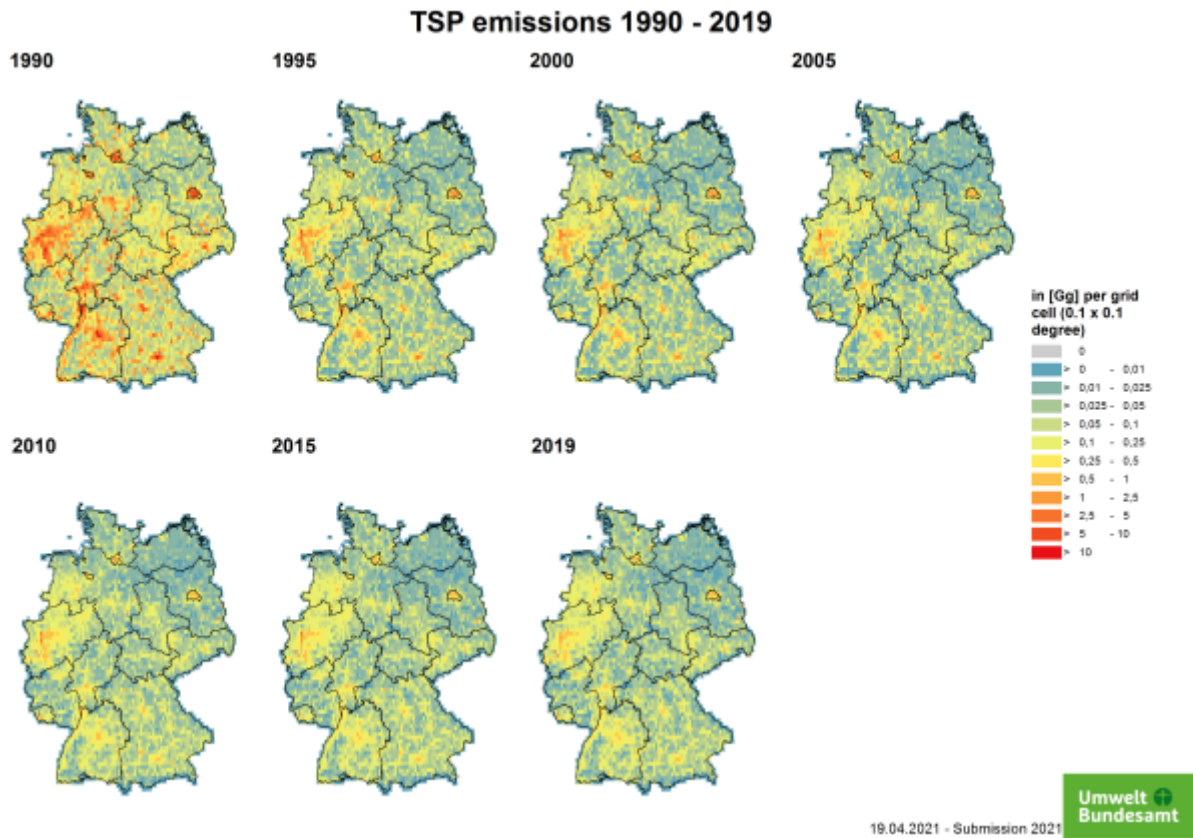 TSP emissions 1990 - 2019
1990
1995
2000
2005
in [Gg] per grid
cell (0.1 x 0.1
degree)
0
> 0 - 0,01
> 0,01 - 0,025
> 0,025 - 0,05
> 0,05 - 0,1
> 0,1 - 0,25
> 0,25 - 0,5
> 0,5 - 1
> 1 - 2,5
> 2,5 - 5
> 5 - 10
> 10
2010
2015
2019
19.04.2021 - Submission 2021
Umwelt
Bundesamt